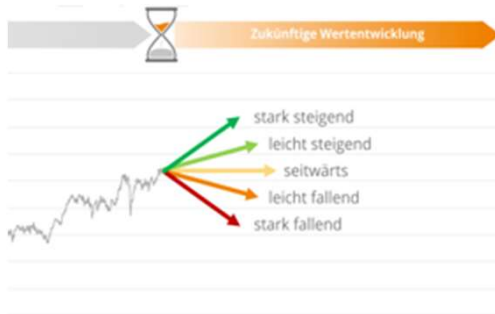 Zukünftige Wertentwicklung
stark steigend
leicht steigend
seitwärts
leicht fallend
stark fallend